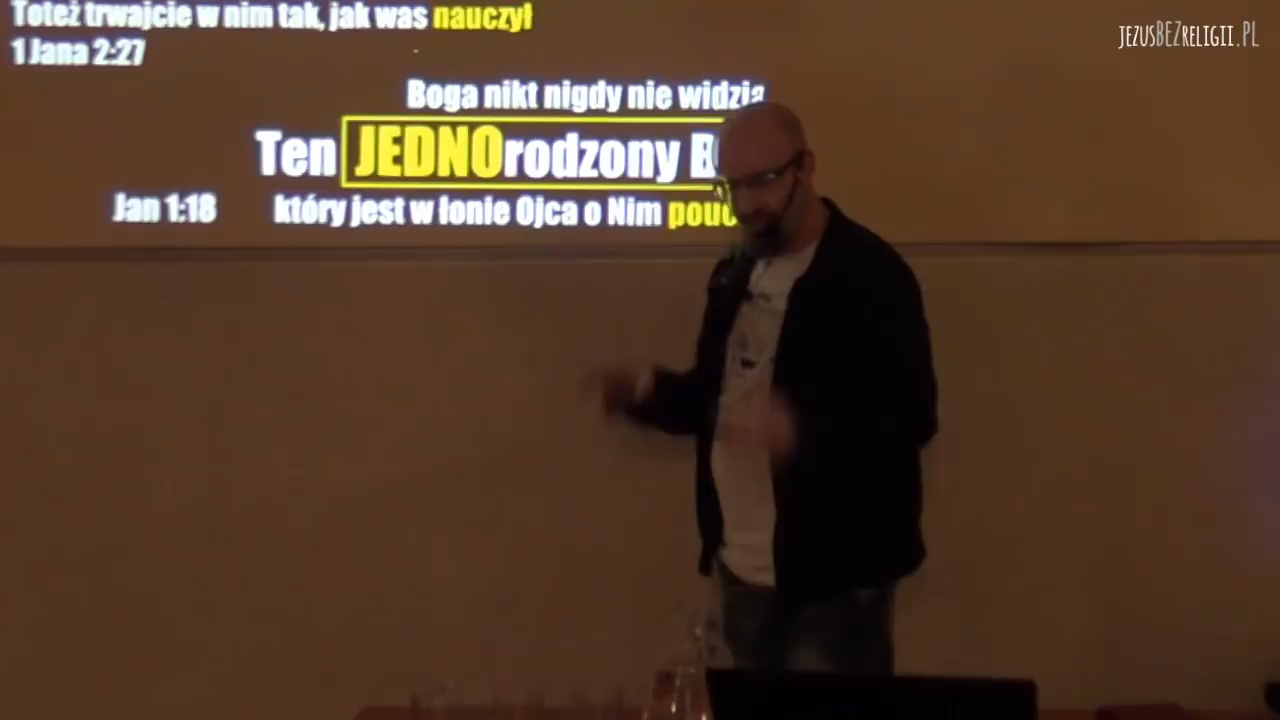 Toteż trwajcie w nim tak, jak was nauczył
1 Jana 2:27
jezusBEZreligii.PL
Boga nikt nigdy nie
Ten JEDNOrodzony
Jan 1:18 który jest w łonie Ojca o Nim